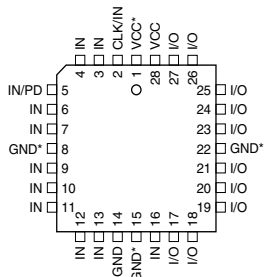 IN
IN
CLK/IN
VCC*
VCC
I/O
I/O
4
3
2
1
28
27
26
IN/PD 5
IN 6
IN 7
GND* 8
IN 9
IN 10
IN 11
25 I/O
24 I/O
23 I/O
22 GND*
21 I/O
20 I/O
19 I/O
12
13
14
15
16
17
18
IN
IN
GND
GND*
IN
I/O
I/O